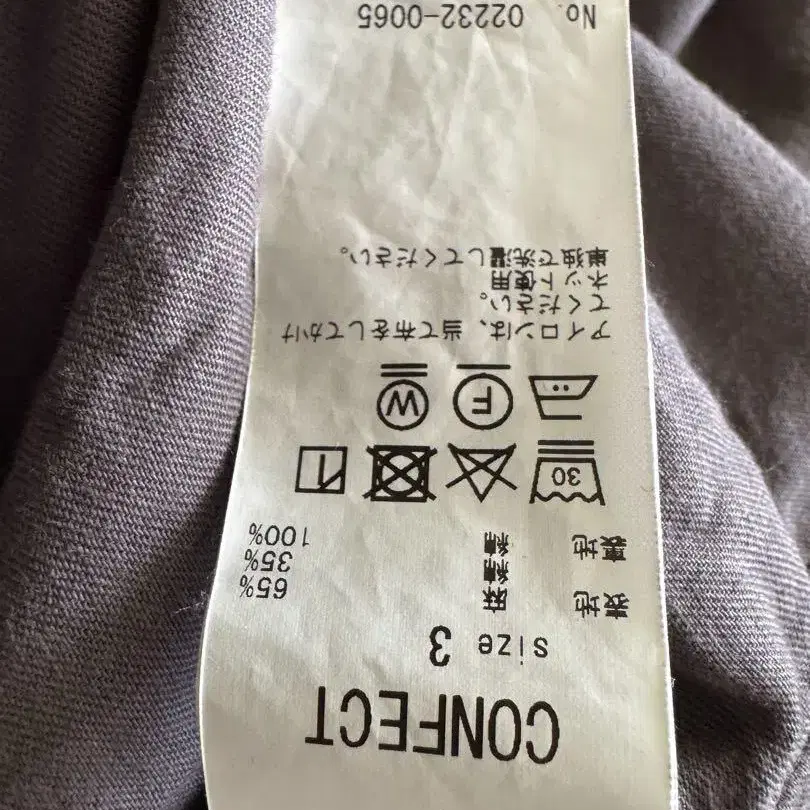 CONFECT
size 3
表地 麻 65%
綿 35%
裏地 綿 100%
30
F W
アイロンは、当て布をしてかけ
てください。
ネット使用
単独で洗濯してください。
No. 02232-0065